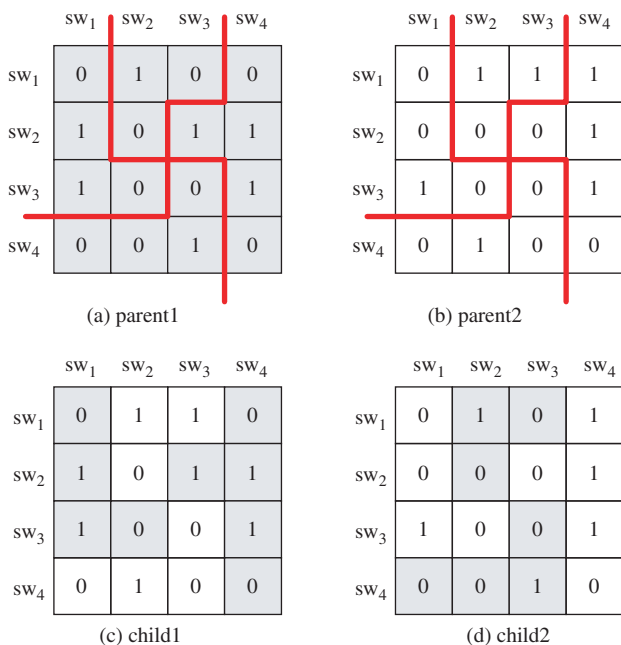 sw1 sw2 sw3 sw4
sw1 0 1 0 0
sw2 1 0 1 1
sw3 1 0 0 1
sw4 0 0 1 0
(a) parent1
sw1 sw2 sw3 sw4
sw1 0 1 1 1
sw2 0 0 0 1
sw3 1 0 0 1
sw4 0 1 0 0
(b) parent2
sw1 sw2 sw3 sw4
sw1 0 1 1 0
sw2 1 0 1 1
sw3 1 0 0 1
sw4 0 1 0 0
(c) child1
sw1 sw2 sw3 sw4
sw1 0 1 0 1
sw2 0 0 0 1
sw3 1 0 0 1
sw4 0 0 1 0
(d) child2